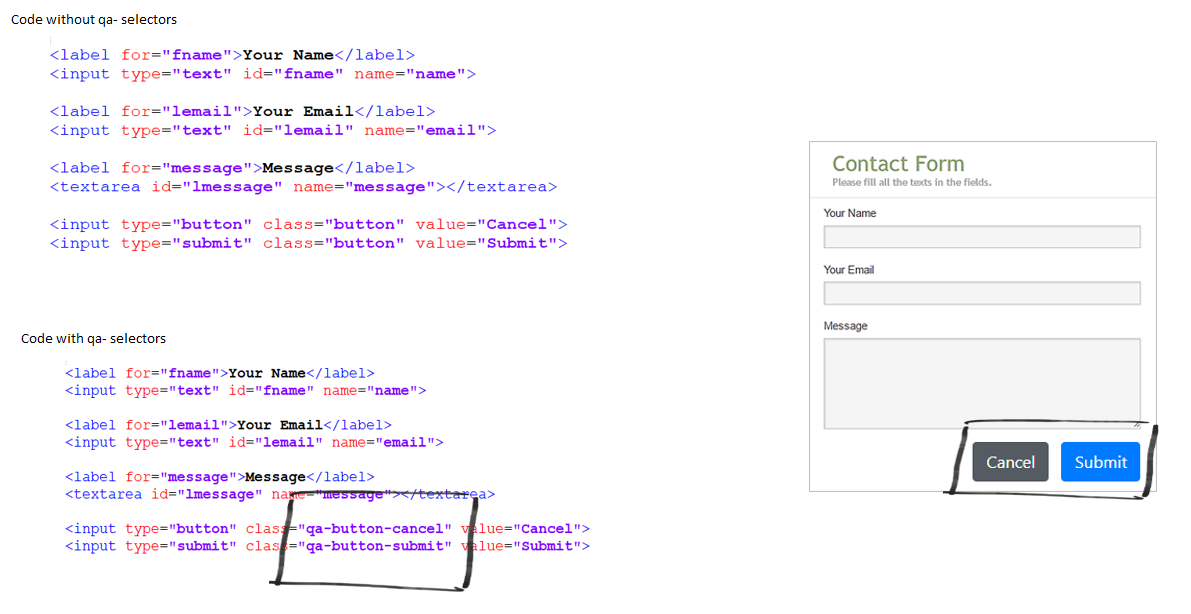 Code without qa- selectors
<label for="fname">Your Name</label>
<input type="text" id="fname" name="name">
<label for="lemail">Your Email</label>
<input type="text" id="lemail" name="email">
<label for="message">Message</label>
<textarea id="lmessage" name="message"></textarea>
<input type="button" class="button" value="Cancel">
<input type="submit" class="button" value="Submit">
Code with qa- selectors
<label for="fname">Your Name</label>
<input type="text" id="fname" name="name">
<label for="lemail">Your Email</label>
<input type="text" id="lemail" name="email">
<label for="message">Message</label>
<textarea id="lmessage" name="message"></textarea>
<input type="button" class="qa-button-cancel" value="Cancel">
<input type="submit" class="qa-button-submit" value="Submit">
Contact Form
Please fill all the texts in the fields.
Your Name
Your Email
Message
Cancel Submit